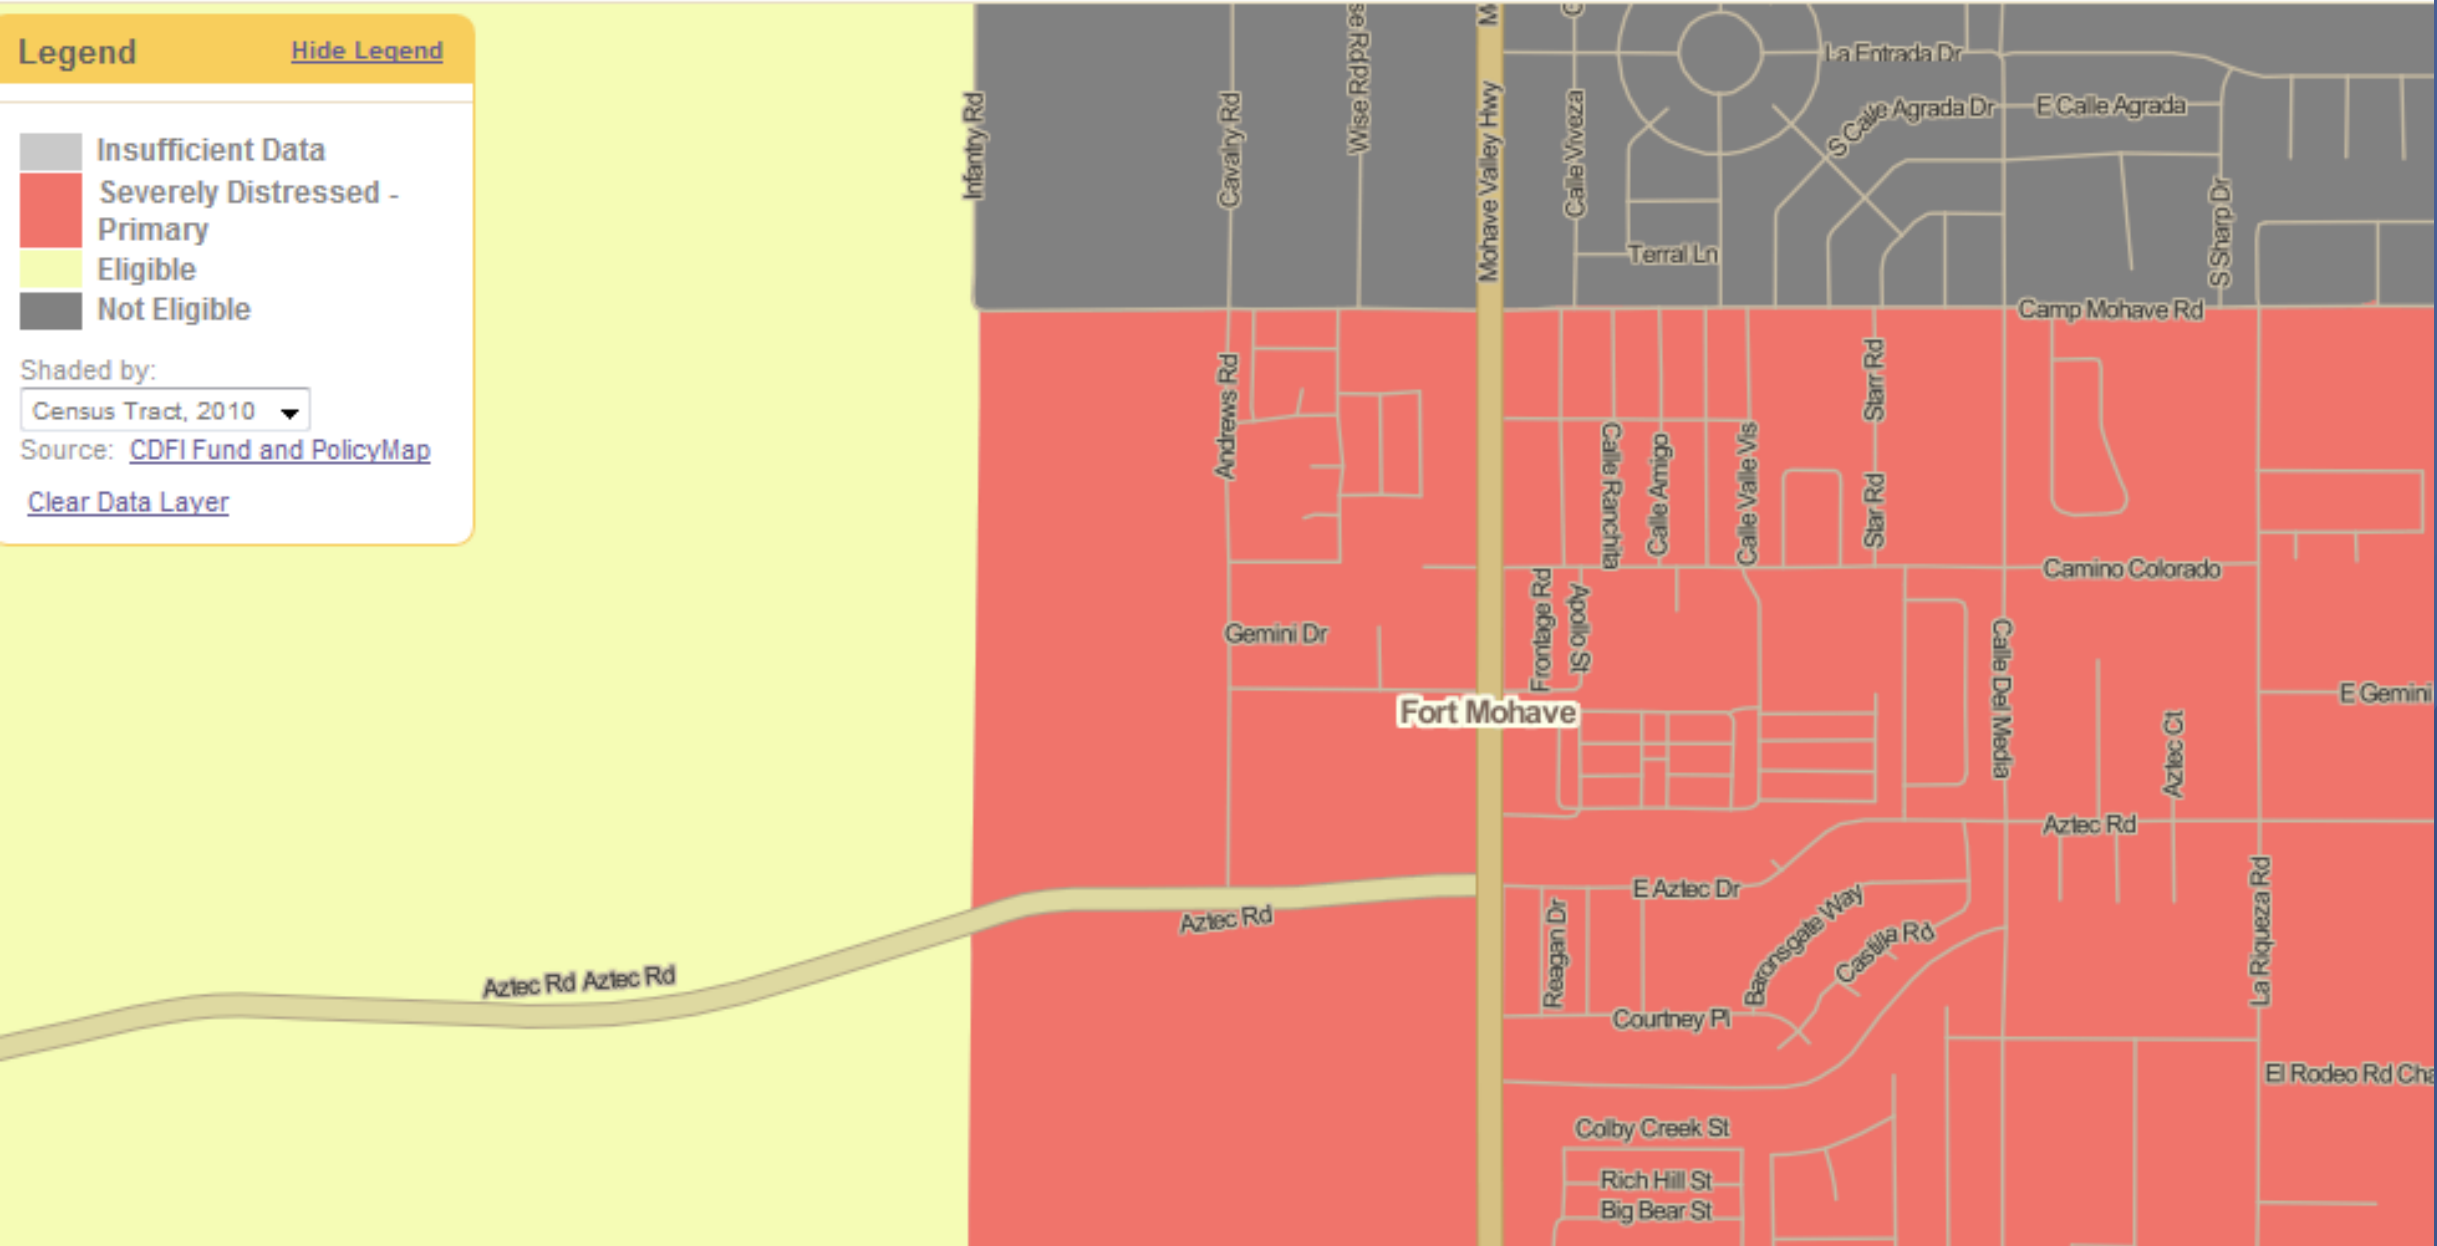 Legend
Hide Legend
Insufficient Data
Severely Distressed -
Primary
Eligible
Not Eligible
Shaded by:
Census Tract, 2010
Source: CDFI Fund and PolicyMap
Clear Data Layer
Infantry Rd
Cavalry Rd
Wise Rd
Mohave Valley Hwy
Calle Viveza
La Entrada Dr
S Calle Agrada Dr
E Calle Agrada
S Sharp Dr
Terral Ln
Camp Mohave Rd
Andrews Rd
Calle Ranchita
Calle Amigo
Calle Valle Vis
Starr Rd
Star Rd
Camino Colorado
Gemini Dr
Frontage Rd
Apollo St
Calle Del Media
E Gemini
Fort Mohave
Aztec Ct
Aztec Rd
La Riqueza Rd
E Aztec Dr
Aztec Rd
Aztec Rd Aztec Rd
Reagan Dr
Baronsgate Way
Castilla Rd
Courtney Pl
El Rodeo Rd Cha
Colby Creek St
Rich Hill St
Big Bear St